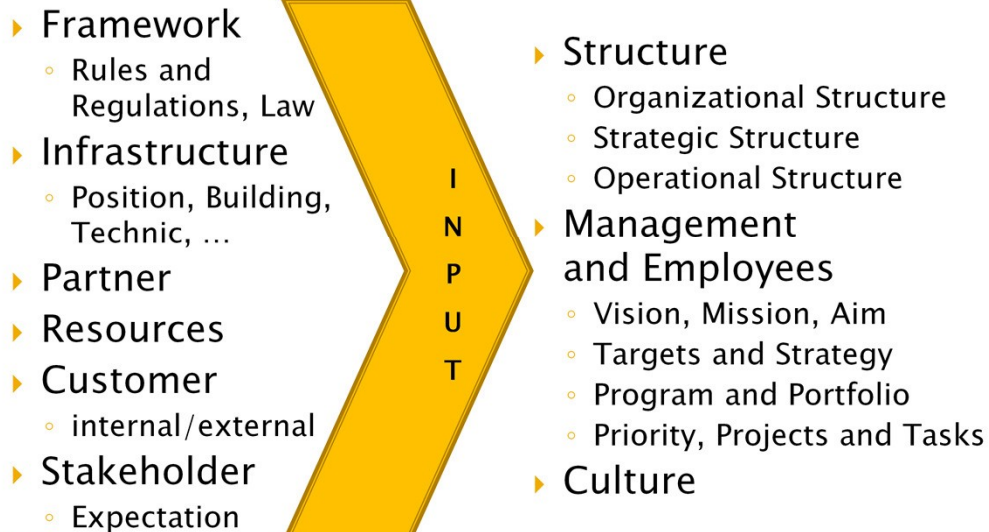 Framework
Rules and
Regulations, Law
Infrastructure
Position, Building,
Technic, ...
Partner
Resources
Customer
internal/external
Stakeholder
Expectation
I
N
P
U
T
Structure
Organizational Structure
Strategic Structure
Operational Structure
Management
and Employees
Vision, Mission, Aim
Targets and Strategy
Program and Portfolio
Priority, Projects and Tasks
Culture